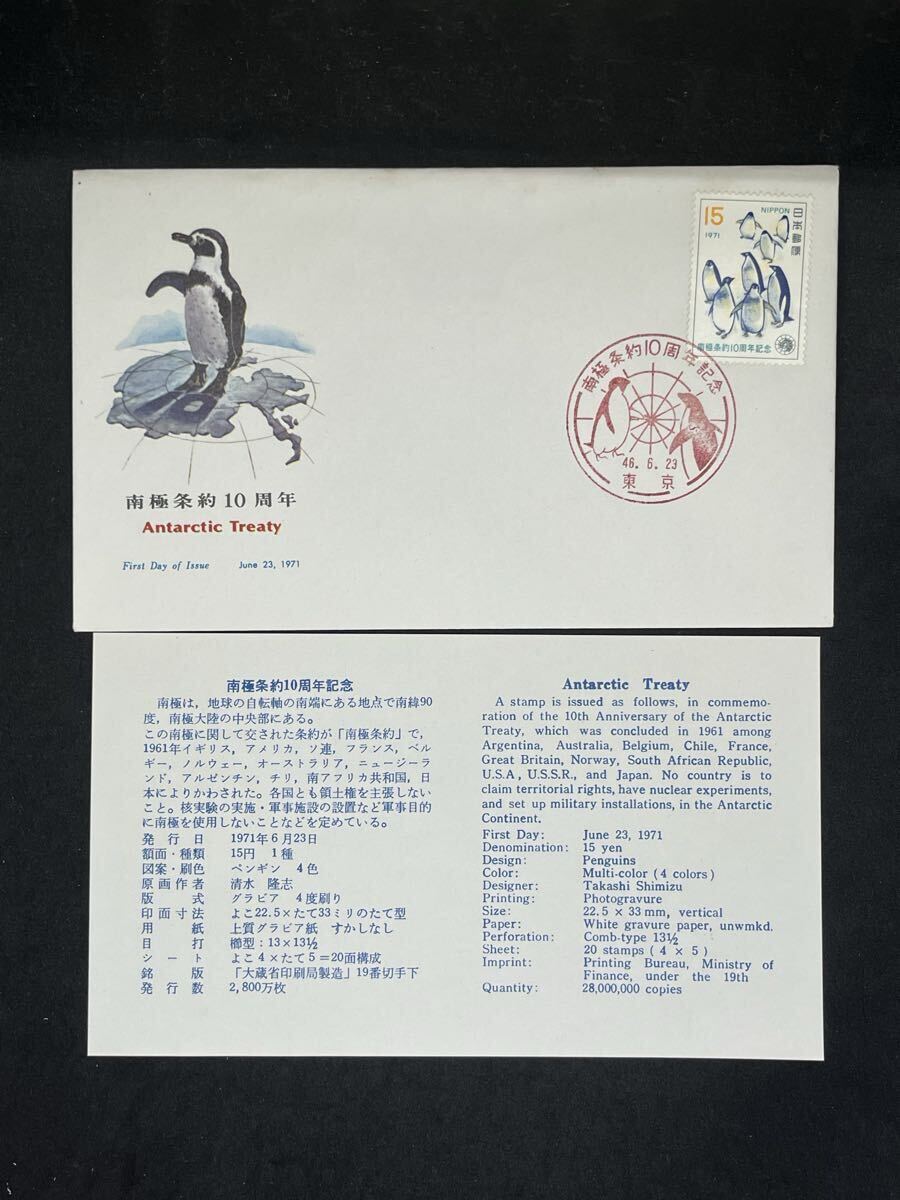 15
NIPPON
1971
日本郵便
南極条約10周年記念
南極条約10周年記念
46.6.23
東京
南極条約10周年
Antarctic Treaty
First Day of Issue June 23, 1971
南極条約10周年記念
南極は，地球の自転軸の南端にある地点で南緯90
度，南極大陸の中央部にある。
この南極に関して交された条約が「南極条約」で，
1961年イギリス，アメリカ，ソ連，フランス，ベル
ギー，ノルウェー，オーストラリア，ニュージーラ
ンド，アルゼンチン，チリ，南アフリカ共和国，日
本によりかわされた。各国とも領土権を主張しない
こと。核実験の実施・軍事施設の設置など軍事目的
に南極を使用しないことなどを定めている。
発行日 1971年6月23日
額面・種類 15円 1種
図案・刷色 ペンギン 4色
原画作者 清水 隆志
版式 グラビア 4度刷り
印面寸法 よこ22.5×たて33ミリのたて型
用紙 上質グラビア紙 すかしなし
目打 櫛型：13×13½
シート よこ4×たて5＝20面構成
銘版 「大蔵省印刷局製造」19番切手下
発行数 2,800万枚
Antarctic Treaty
A stamp is issued as follows, in commemo-
ration of the 10th Anniversary of the Antarctic
Treaty, which was concluded in 1961 among
Argentina, Australia, Belgium, Chile, France,
Great Britain, Norway, South African Republic,
U.S.A, U.S.S.R., and Japan. No country is to
claim territorial rights, have nuclear experiments,
and set up military installations, in the Antarctic
Continent.
First Day: June 23, 1971
Denomination: 15 yen
Design: Penguins
Color: Multi-color (4 colors)
Designer: Takashi Shimizu
Printing: Photogravure
Size: 22.5 × 33 mm, vertical
Paper: White gravure paper, unwmkd.
Perforation: Comb-type 13½
Sheet: 20 stamps (4 × 5)
Imprint: Printing Bureau, Ministry of
Finance, under the 19th
Quantity: 28,000,000 copies